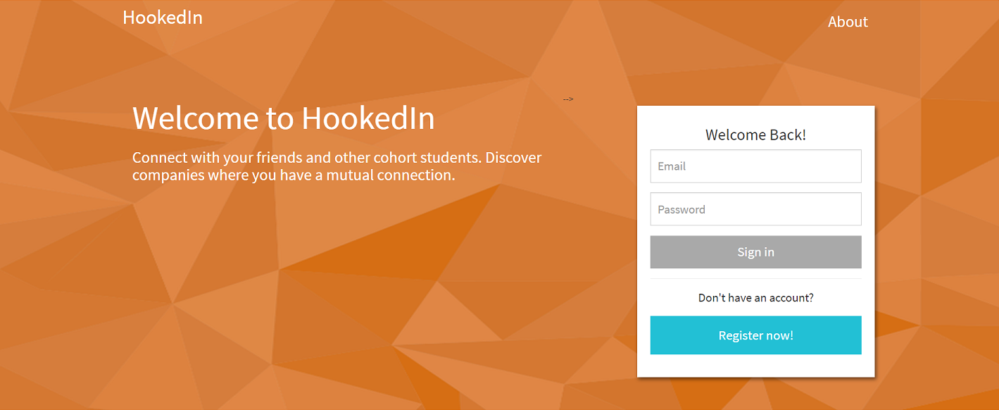 HookedIn
About
-->
Welcome to HookedIn
Connect with your friends and other cohort students. Discover
companies where you have a mutual connection.
Welcome Back!
Email
Password
Sign in
Don't have an account?
Register now!